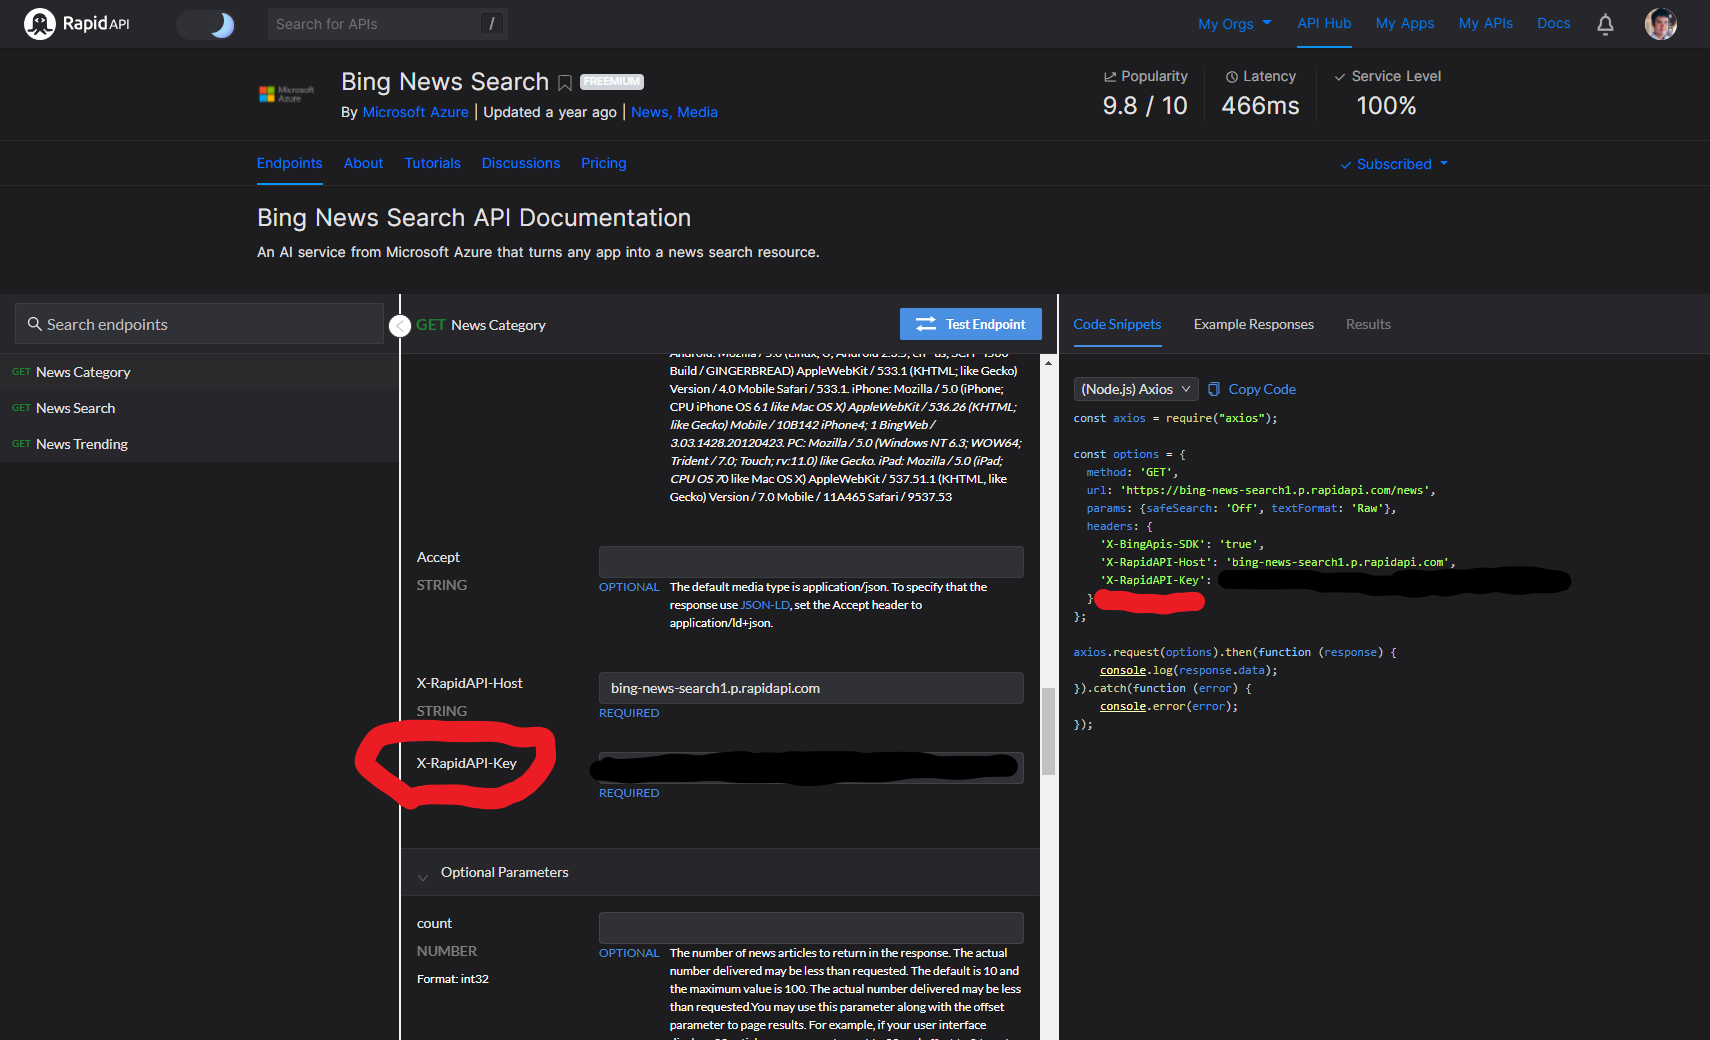 RapidAPI
Search for APIs
/
My Orgs
API Hub
My Apps
My APIs
Docs
Microsoft
Azure
Bing News Search
FREEMIUM
By Microsoft Azure | Updated a year ago | News, Media
Popularity
9.8 / 10
Latency
466ms
Service Level
100%
Endpoints
About
Tutorials
Discussions
Pricing
Subscribed
Bing News Search API Documentation
An AI service from Microsoft Azure that turns any app into a news search resource.
Search endpoints
GET News Category
GET News Search
GET News Trending
GET News Category
Test Endpoint
Build / GINGERBREAD) AppleWebKit / 533.1 (KHTML; like Gecko)
Version / 4.0 Mobile Safari / 533.1. iPhone: Mozilla / 5.0 (iPhone;
CPU iPhone OS 61 like Mac OS X) AppleWebKit / 536.26 (KHTML;
like Gecko) Mobile / 10B142 iPhone4; 1 BingWeb /
3.03.1428.20120423. PC: Mozilla / 5.0 (Windows NT 6.3; WOW64;
Trident / 7.0; Touch; rv:11.0) like Gecko. iPad: Mozilla / 5.0 (iPad;
CPU OS 70 like Mac OS X) AppleWebKit / 537.51.1 (KHTML, like
Gecko) Version / 7.0 Mobile / 11A465 Safari / 9537.53
Accept
STRING
OPTIONAL
The default media type is application/json. To specify that the
response use JSON-LD, set the Accept header to
application/ld+json.
X-RapidAPI-Host
STRING
bing-news-search1.p.rapidapi.com
REQUIRED
X-RapidAPI-Key
REQUIRED
Optional Parameters
count
NUMBER
Format: int32
OPTIONAL
The number of news articles to return in the response. The actual
number delivered may be less than requested. The default is 10 and
the maximum value is 100. The actual number delivered may be less
than requested.You may use this parameter along with the offset
parameter to page results. For example, if your user interface
Code Snippets
Example Responses
Results
(Node.js) Axios
Copy Code
const axios = require("axios");
const options = {
method: 'GET',
url: 'https://bing-news-search1.p.rapidapi.com/news',
params: {safeSearch: 'Off', textFormat: 'Raw'},
headers: {
'X-BingApis-SDK': 'true',
'X-RapidAPI-Host': 'bing-news-search1.p.rapidapi.com',
'X-RapidAPI-Key':
}
};
axios.request(options).then(function (response) {
console.log(response.data);
}).catch(function (error) {
console.error(error);
});